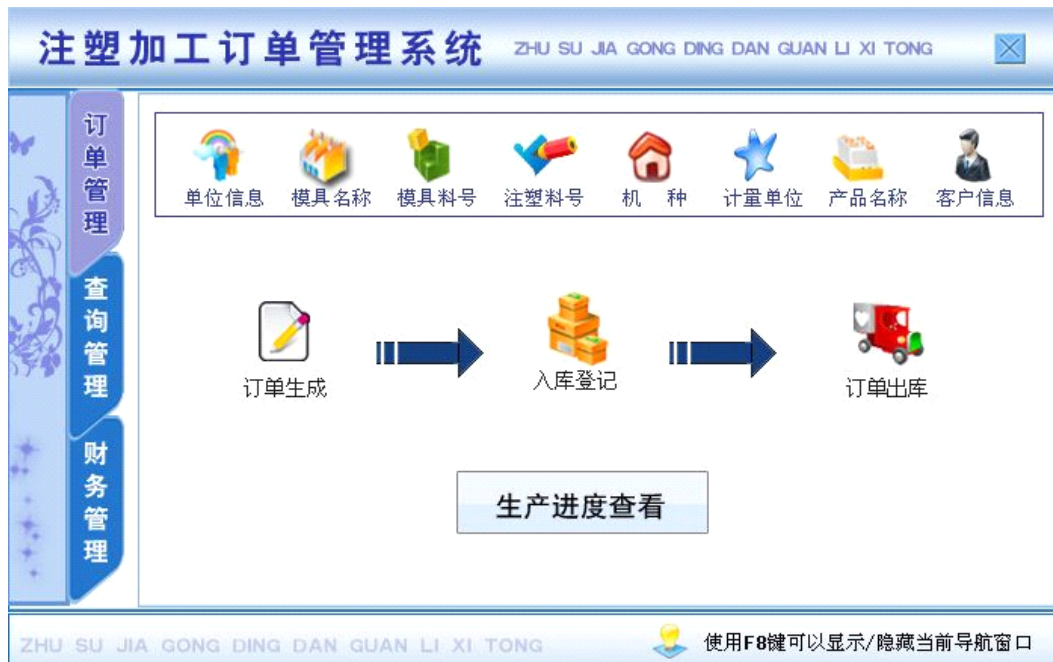 注塑加工订单管理系统 ZHU SU JIA GONG DING DAN GUAN LI XI TONG
订单管理
查询管理
财务管理
单位信息 模具名称 模具料号 注塑料号 机 种 计量单位 产品名称 客户信息
订单生成 入库登记 订单出库
生产进度查看
ZHU SU JIA GONG DING DAN GUAN LI XI TONG 使用F8键可以显示/隐藏当前导航窗口